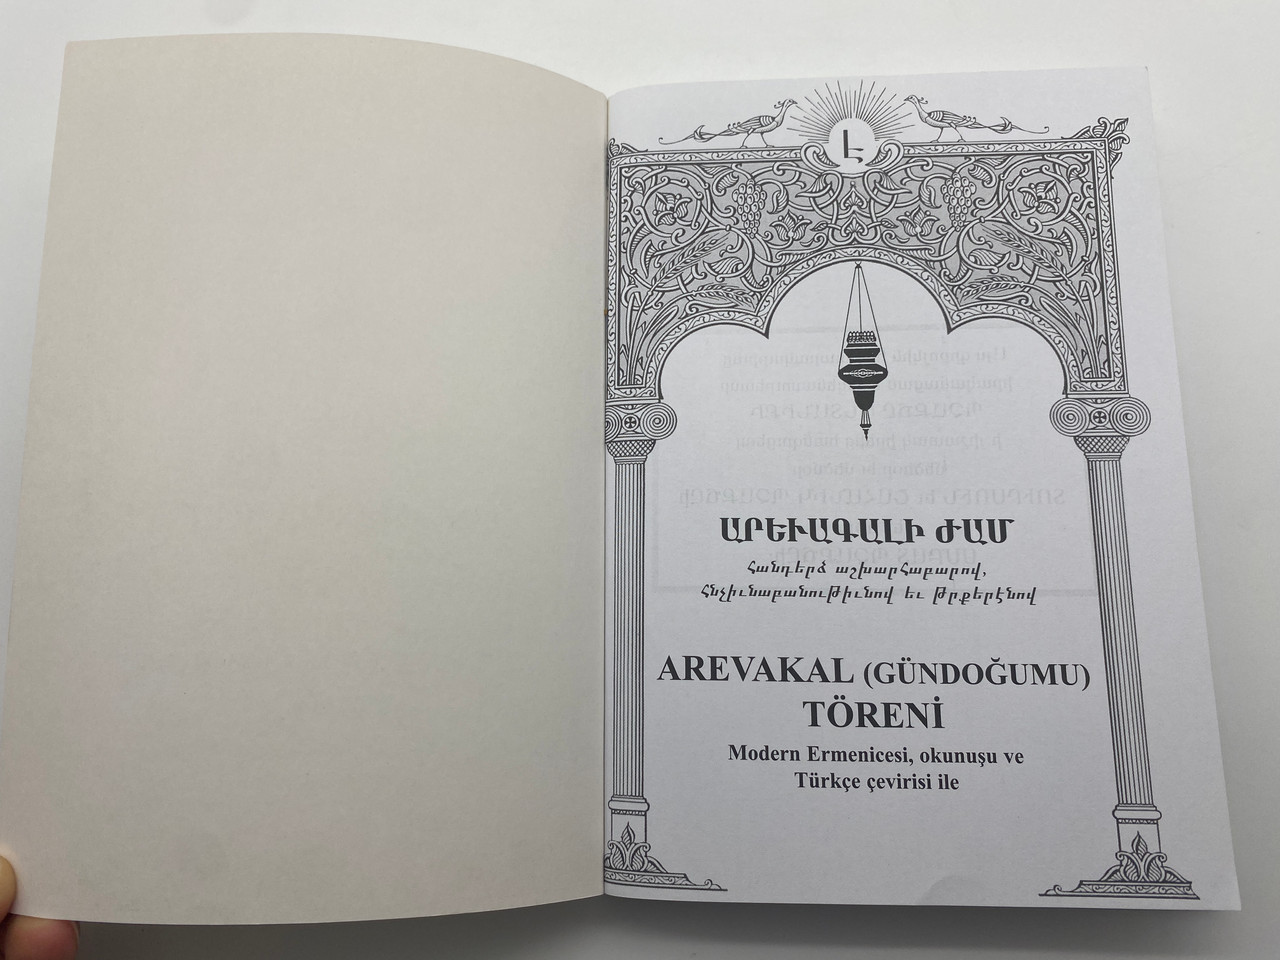 Է
ԱՐԵՒԱԳԱԼԻ ԺԱՄ
Հանդերձ աշխարհաբարով,
Հնչիւնաբանութիւնով եւ թրքերէնով
AREVAKAL (GÜNDOĞUMU)
TÖRENİ
Modern Ermenicesi, okunuşu ve
Türkçe çevirisi ile